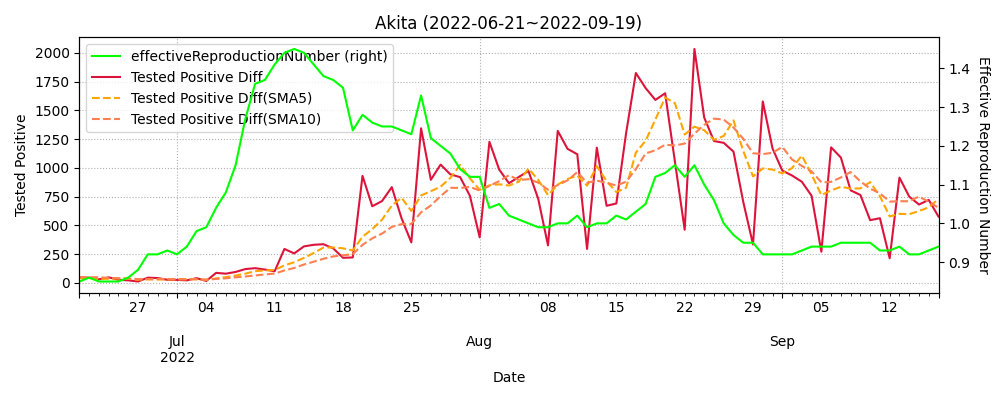 Akita (2022-06-21~2022-09-19)
effectiveReproductionNumber (right)
Tested Positive Diff
Tested Positive Diff(SMA5)
Tested Positive Diff(SMA10)
Tested Positive
2000
1750
1500
1250
1000
750
500
250
0
1.4
1.3
1.2
1.1
1.0
0.9
Effective Reproduction Number
27 04 11 18 25 08 15 22 29 05 12
Jul Aug Sep
2022
Date